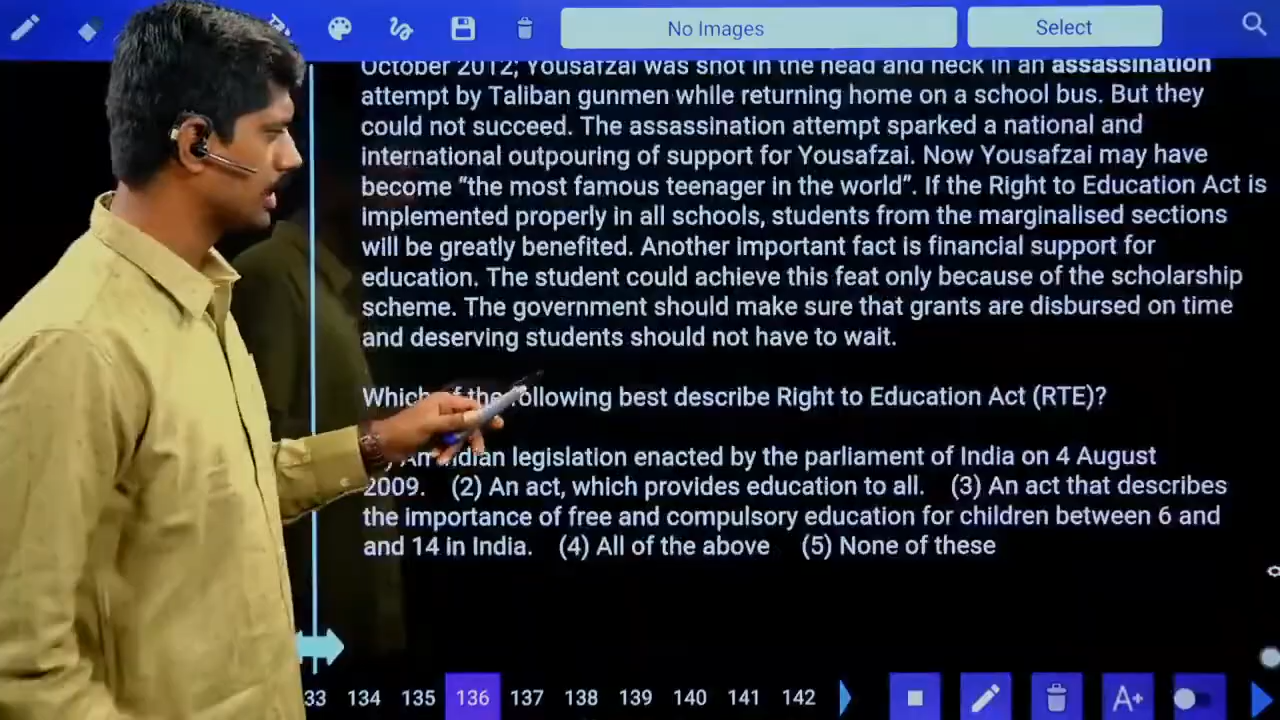 No Images
Select
October 2012; Yousafzai was shot in the head and neck in an assassination
attempt by Taliban gunmen while returning home on a school bus. But they
could not succeed. The assassination attempt sparked a national and
international outpouring of support for Yousafzai. Now Yousafzai may have
become “the most famous teenager in the world”. If the Right to Education Act is
implemented properly in all schools, students from the marginalised sections
will be greatly benefited. Another important fact is financial support for
education. The student could achieve this feat only because of the scholarship
scheme. The government should make sure that grants are disbursed on time
and deserving students should not have to wait.
Which of the following best describe Right to Education Act (RTE)?
An Indian legislation enacted by the parliament of India on 4 August
2009. (2) An act, which provides education to all. (3) An act that describes
the importance of free and compulsory education for children between 6 and
and 14 in India. (4) All of the above (5) None of these
33 134 135 136 137 138 139 140 141 142
A+